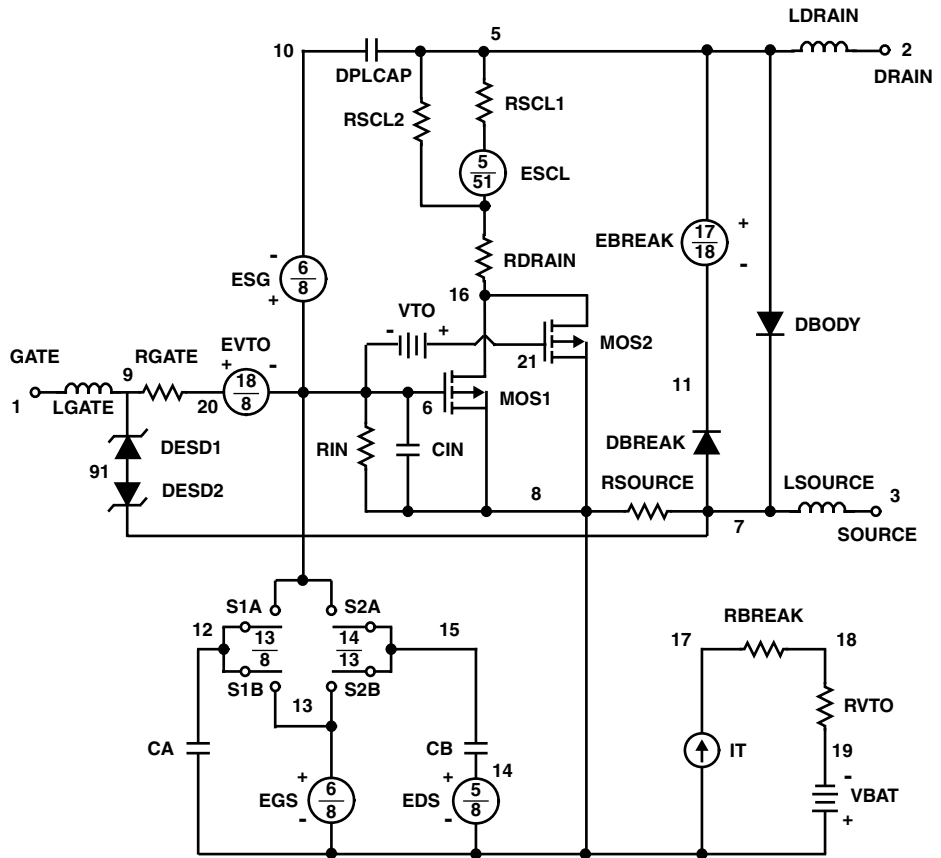 LDRAIN
5
10
2
DPLCAP
DRAIN
RSCL1
RSCL2
5
51
ESCL
+
17
18
EBREAK
-
-
6
8
ESG
+
RDRAIN
16
VTO
- +
DBODY
MOS2
21
EVTO
GATE
RGATE
+ -
9
18
8
20
1
LGATE
6
MOS1
11
DESD1
DBREAK
RIN
CIN
91
DESD2
RSOURCE
LSOURCE
8
3
7
SOURCE
S1A
S2A
RBREAK
12
13
8
14
13
15
17
18
S1B
S2B
13
RVTO
CA
CB
IT
19
14
+
+
-
EGS
6
8
EDS
5
8
VBAT
-
-
+